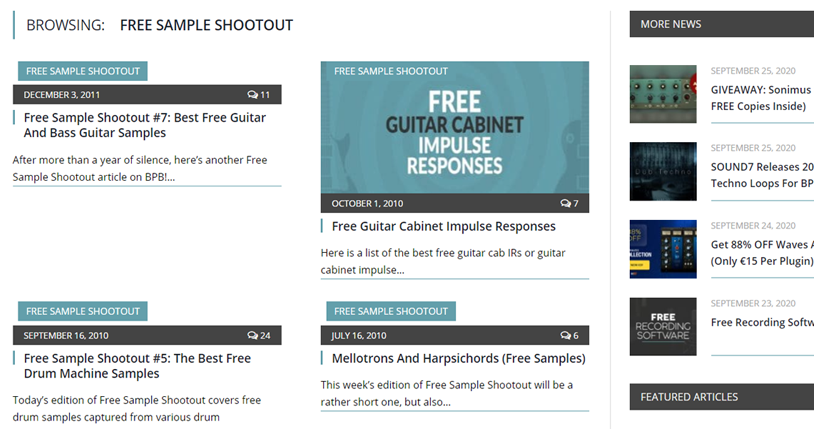 BROWSING: FREE SAMPLE SHOOTOUT
FREE SAMPLE SHOOTOUT
DECEMBER 3, 2011
11
Free Sample Shootout #7: Best Free Guitar
And Bass Guitar Samples
After more than a year of silence, here's another Free
Sample Shootout article on BPB!...
FREE SAMPLE SHOOTOUT
FREE
GUITAR CABINET
IMPULSE
RESPONSES
OCTOBER 1, 2010
7
Free Guitar Cabinet Impulse Responses
Here is a list of the best free guitar cab IRs or guitar
cabinet impulse...
FREE SAMPLE SHOOTOUT
SEPTEMBER 16, 2010
24
Free Sample Shootout #5: The Best Free
Drum Machine Samples
Today's edition of Free Sample Shootout covers free
drum samples captured from various drum
FREE SAMPLE SHOOTOUT
JULY 16, 2010
6
Mellotrons And Harpsichords (Free Samples)
This week's edition of Free Sample Shootout will be a
rather short one, but also...
MORE NEWS
SEPTEMBER 25, 2020
GIVEAWAY: Sonimus
FREE Copies Inside)
SEPTEMBER 25, 2020
SOUND7 Releases 20
Techno Loops For BP
SEPTEMBER 24, 2020
Get 88% OFF Waves A
(Only €15 Per Plugin)
SEPTEMBER 23, 2020
FREE
RECORDING
SOFTWARE
Free Recording Softw
FEATURED ARTICLES